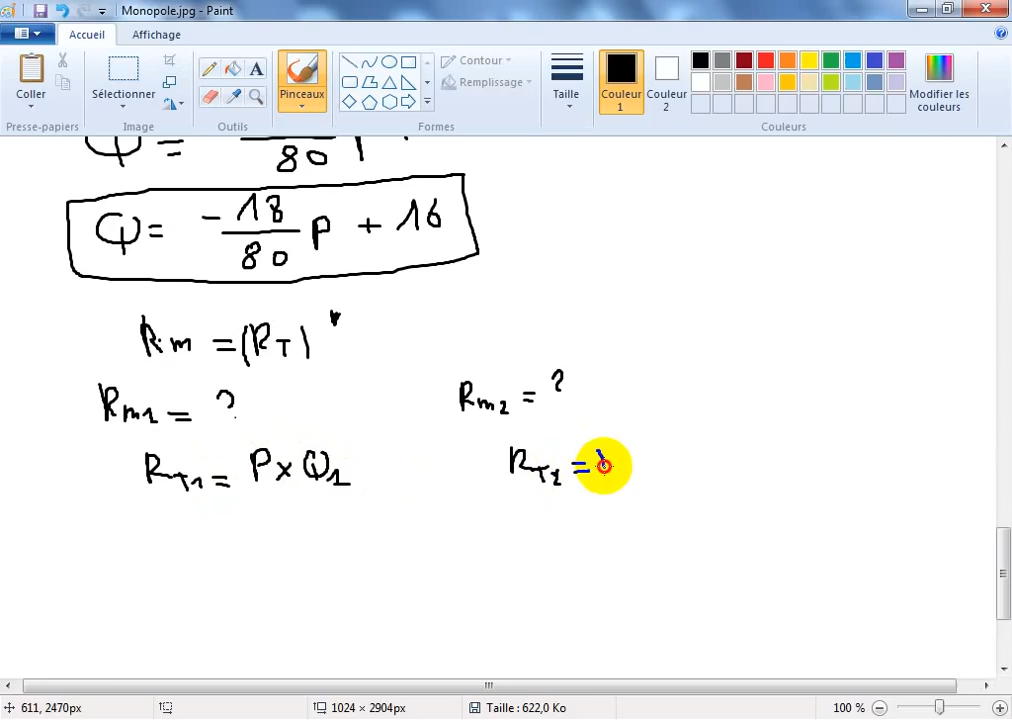 Monopole.jpg - Paint
Accueil Affichage
Coller Sélectionner Pinceaux Contour Remplissage Taille Couleur 1 Couleur 2 Modifier les couleurs
Presse-papiers Image Outils Formes Couleurs
A
80 P
Q = - 18/80 P + 16
Rm = (RT)'
Rm1 = ? Rm2 = ?
RT1 = P x Q1 RT2 =
611, 2470px 1024 × 2904px Taille : 622,0 Ko 100 %